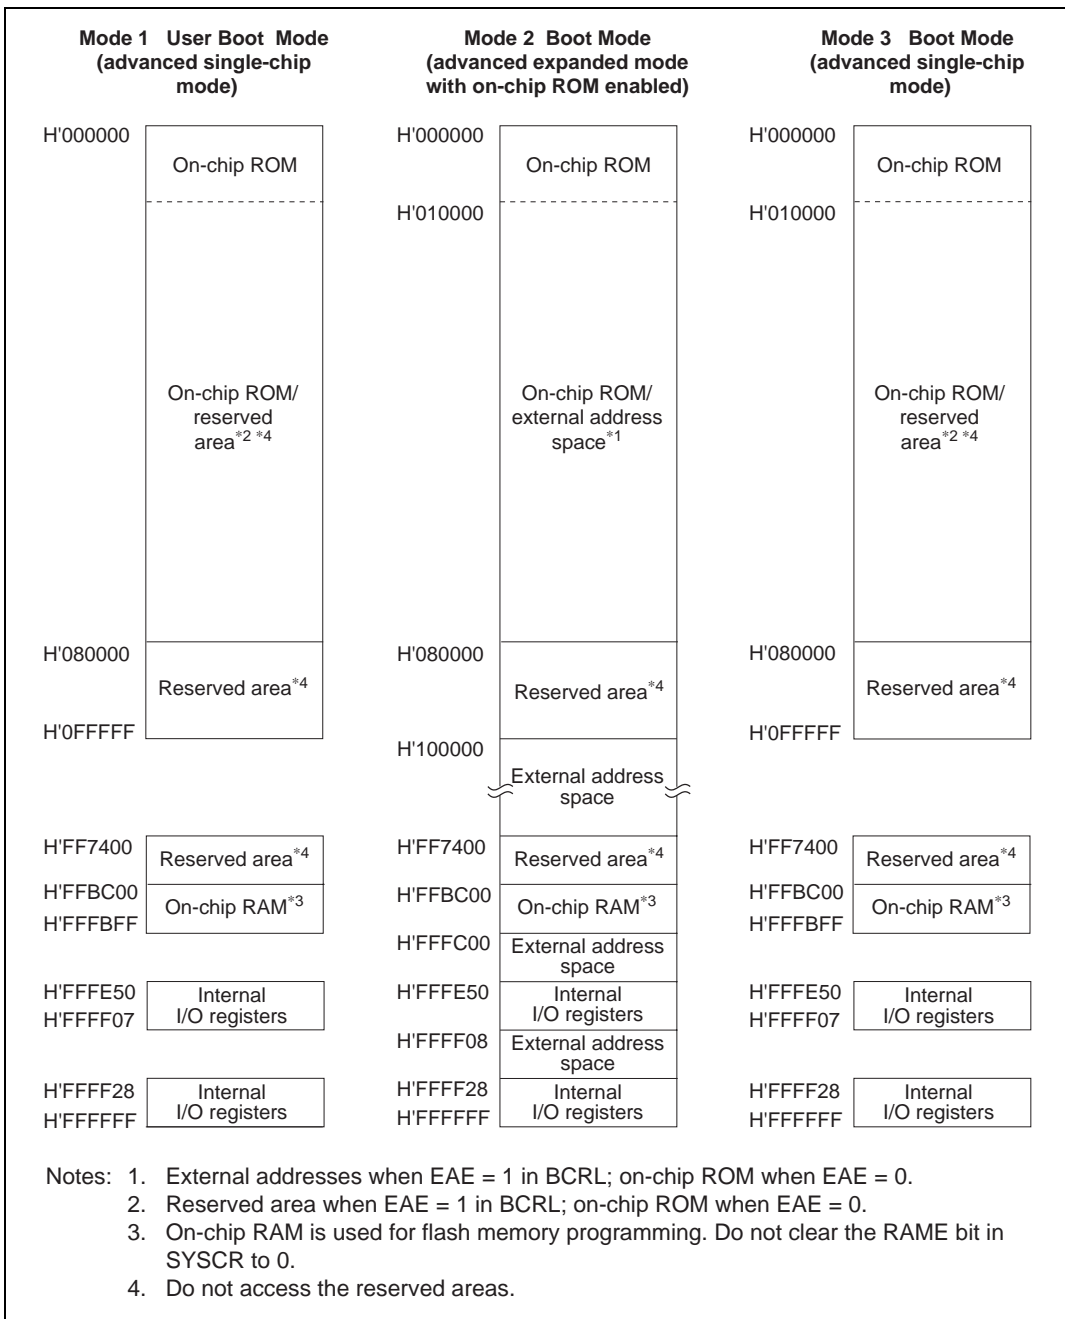 Mode 1 User Boot Mode
(advanced single-chip
mode)
H'000000
On-chip ROM
On-chip ROM/
reserved
area*2 *4
H'080000
Reserved area*4
H'0FFFFF
H'FF7400
Reserved area*4
H'FFBC00
On-chip RAM*3
H'FFFBFF
H'FFFE50
Internal
I/O registers
H'FFFF07
H'FFFF28
Internal
I/O registers
H'FFFFFF
Mode 2 Boot Mode
(advanced expanded mode
with on-chip ROM enabled)
H'000000
On-chip ROM
H'010000
On-chip ROM/
external address
space*1
H'080000
Reserved area*4
H'100000
External address
space
H'FF7400
Reserved area*4
H'FFBC00
On-chip RAM*3
H'FFFC00
External address
space
H'FFFE50
Internal
I/O registers
H'FFFF08
External address
space
H'FFFF28
Internal
I/O registers
H'FFFFFF
Mode 3 Boot Mode
(advanced single-chip
mode)
H'000000
On-chip ROM
H'010000
On-chip ROM/
reserved
area*2 *4
H'080000
Reserved area*4
H'0FFFFF
H'FF7400
Reserved area*4
H'FFBC00
On-chip RAM*3
H'FFFBFF
H'FFFE50
Internal
I/O registers
H'FFFF07
H'FFFF28
Internal
I/O registers
H'FFFFFF
Notes: 1. External addresses when EAE = 1 in BCRL; on-chip ROM when EAE = 0.
2. Reserved area when EAE = 1 in BCRL; on-chip ROM when EAE = 0.
3. On-chip RAM is used for flash memory programming. Do not clear the RAME bit in
SYSCR to 0.
4. Do not access the reserved areas.